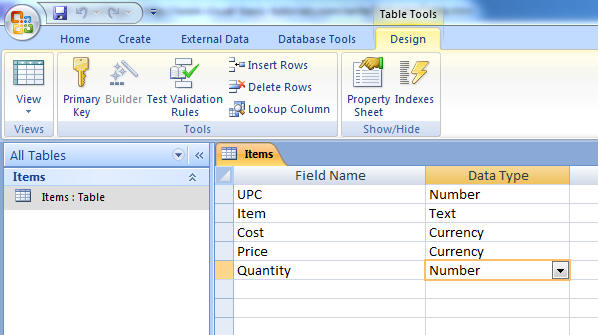 Table Tools
Home Create External Data Database Tools Design
View
Primary Key
Builder
Test Validation Rules
Insert Rows
Delete Rows
Lookup Column
Property Sheet
Indexes
Views Tools Show/Hide
All Tables
Items
Items : Table
Items
Field Name Data Type
UPC Number
Item Text
Cost Currency
Price Currency
Quantity Number